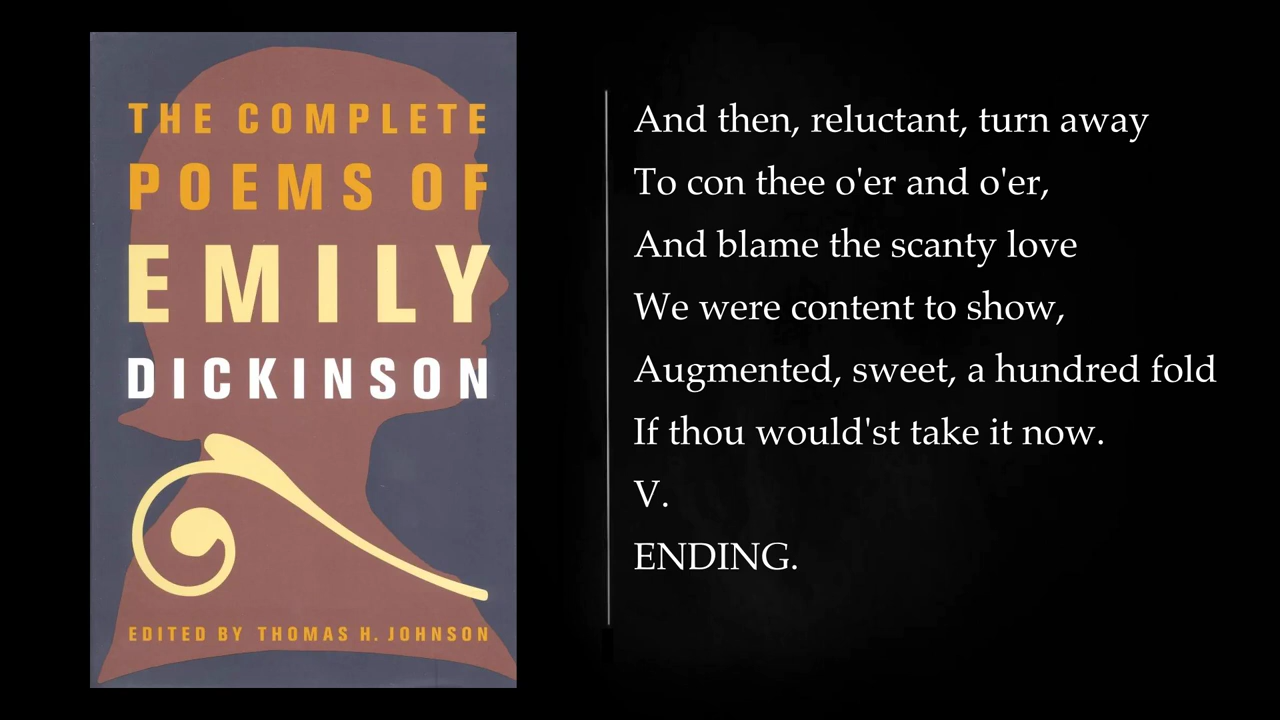 THE COMPLETE
POEMS OF
EMILY
DICKINSON
EDITED BY THOMAS H. JOHNSON
And then, reluctant, turn away
To con thee o'er and o'er,
And blame the scanty love
We were content to show,
Augmented, sweet, a hundred fold
If thou would'st take it now.
V.
ENDING.